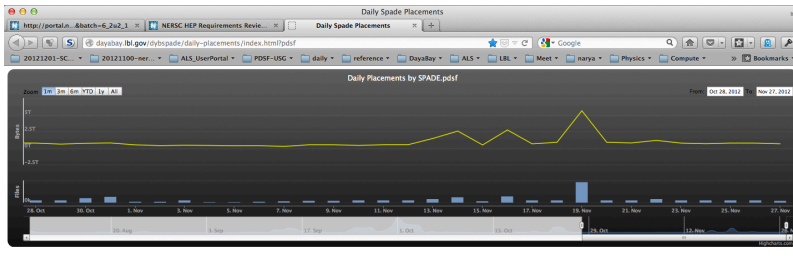 Daily Spade Placements
http://portal.n...&batch=6_2u2_1
NERSC HEP Requirements Revie...
Daily Spade Placements
dayabay.lbl.gov/dybspade/daily-placements/index.html?pdsf
Google
20121201-SC...
20121100-ner...
ALS_UserPortal
PDSF-USG
daily
reference
DayaBay
ALS
LBL
Meet
narya
Physics
Compute
Bookmarks
Daily Placements by SPADE.pdsf
Zoom 1m 3m 6m YTD 1y All
From: Oct 28, 2012 To: Nov 27, 2012
Bytes
5T
2.5T
0T
-2.5T
Files
0k
28. Oct 30. Oct 1. Nov 3. Nov 5. Nov 7. Nov 9. Nov 11. Nov 13. Nov 15. Nov 17. Nov 19. Nov 21. Nov 23. Nov 25. Nov 27. Nov
20. Aug 3. Sep 17. Sep 1. Oct 15. Oct 29. Oct 12. Nov
Highcharts.com